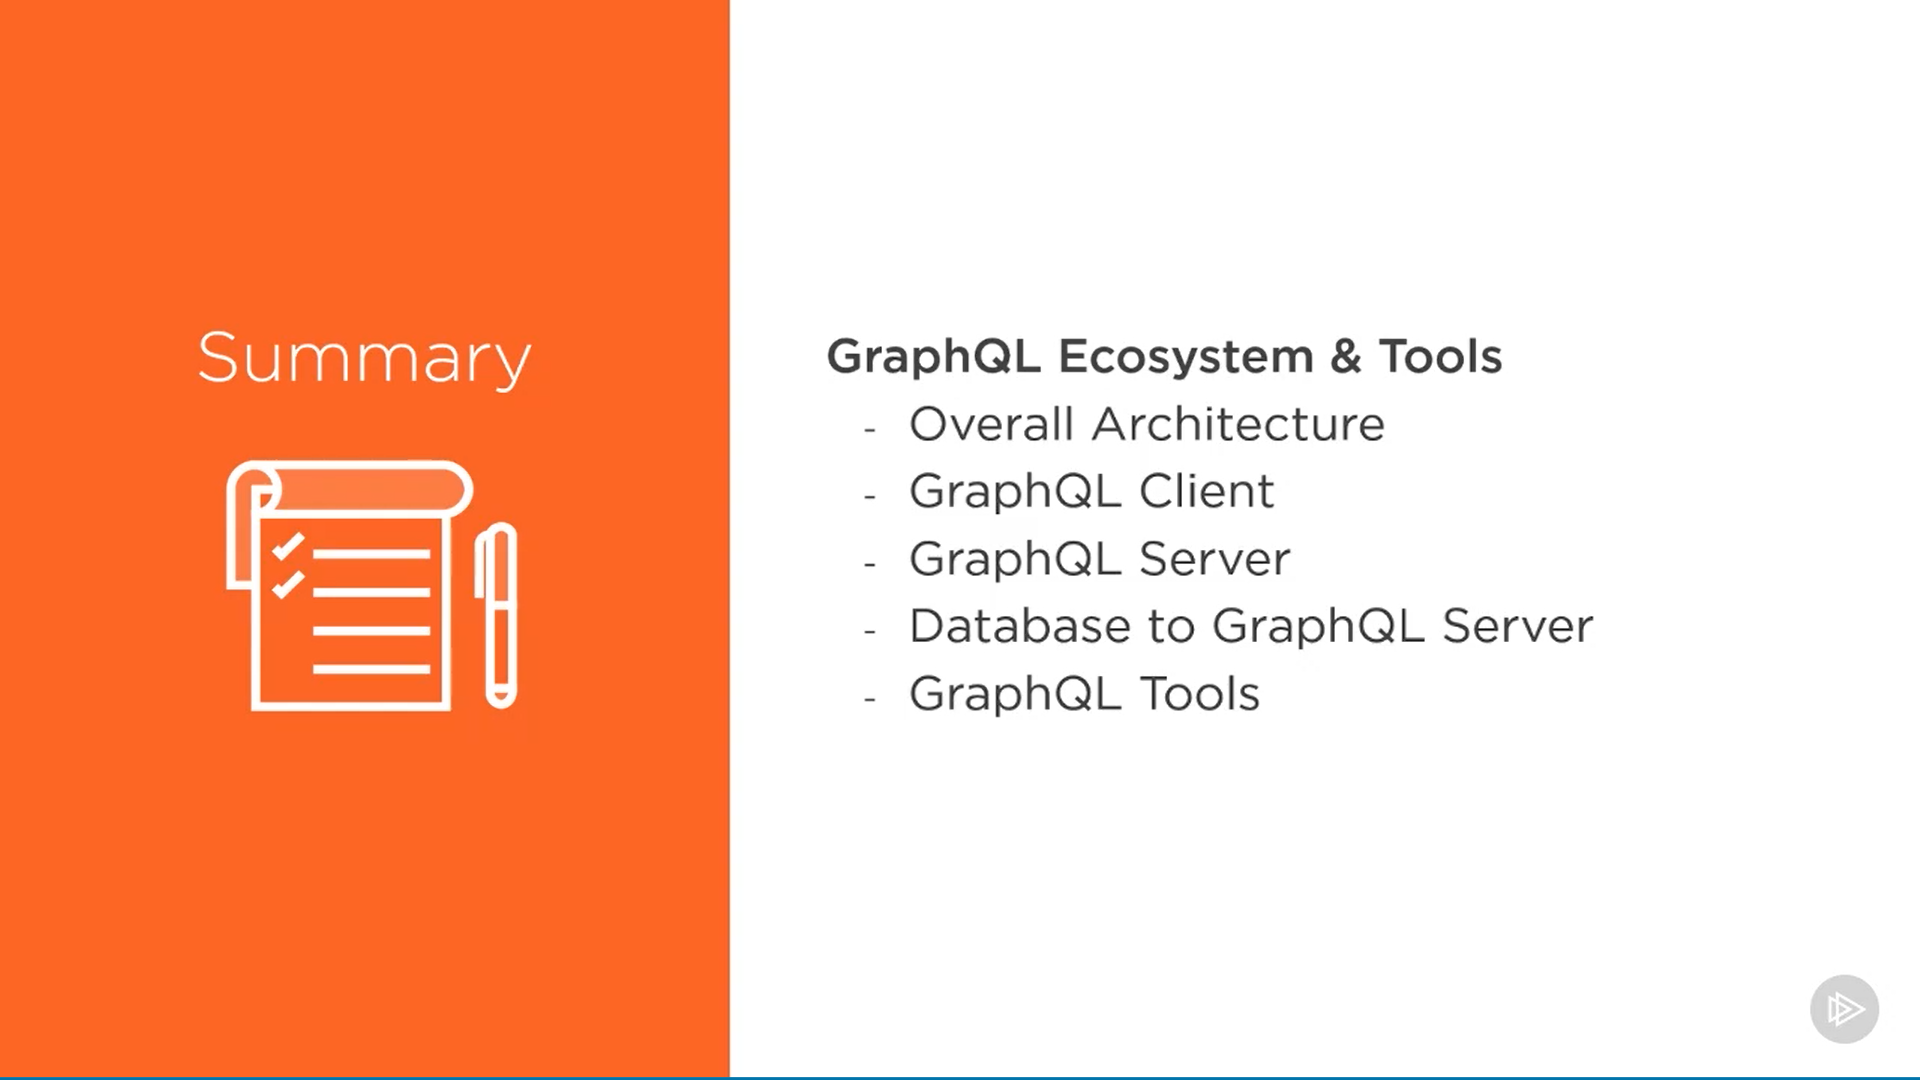 Summary
GraphQL Ecosystem & Tools
- Overall Architecture
- GraphQL Client
- GraphQL Server
- Database to GraphQL Server
- GraphQL Tools